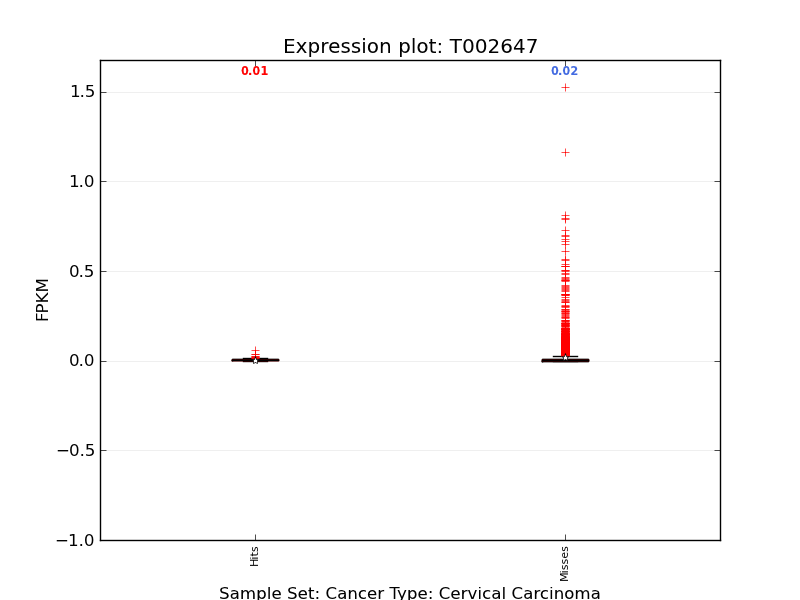 Expression plot: T002647
0.01
0.02
1.5
1.0
0.5
0.0
−0.5
−1.0
FPKM
Hits
Misses
Sample Set: Cancer Type: Cervical Carcinoma